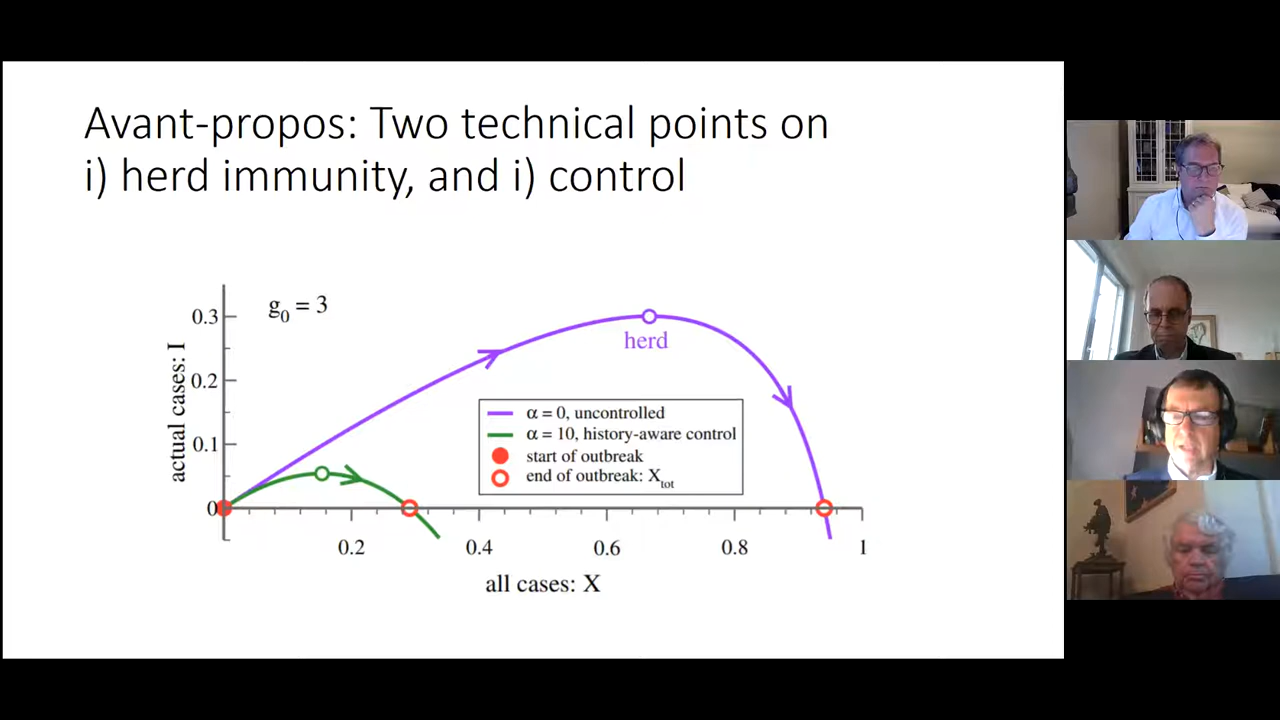 Avant-propos: Two technical points on
i) herd immunity, and i) control
g0 = 3
0.3
0.2
0.1
0
actual cases: I
herd
α = 0, uncontrolled
α = 10, history-aware control
start of outbreak
end of outbreak: Xtot
0.2
0.4
0.6
0.8
1
all cases: X